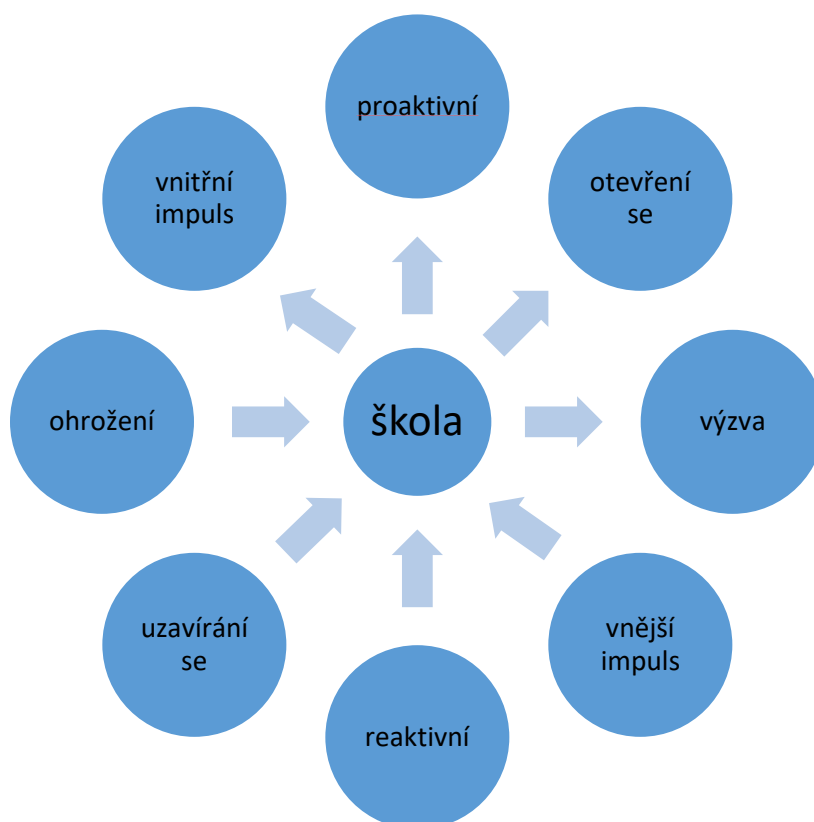 proaktivní
vnitřní
impuls
otevření
se
ohrožení
škola
výzva
uzavírání
se
vnější
impuls
reaktivní